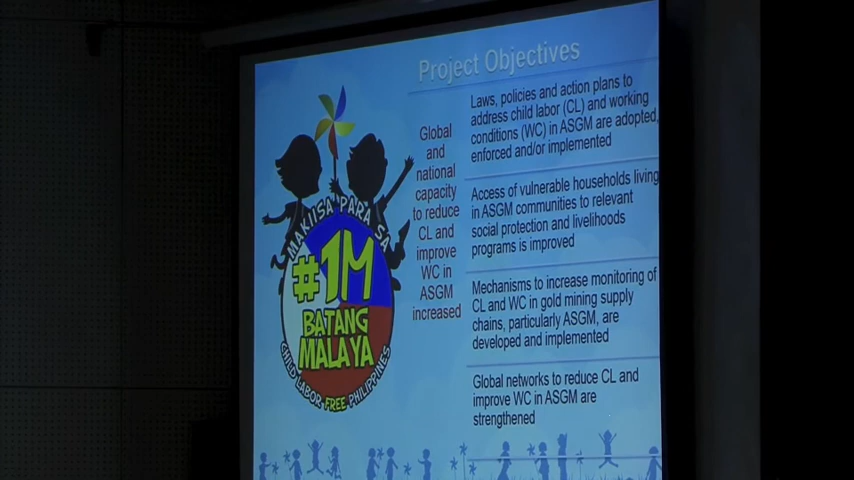 Project Objectives
Global
and
national
capacity
to reduce
CL and
improve
WC in
ASGM
increased
Laws, policies and action plans to
address child labor (CL) and working
conditions (WC) in ASGM are adopted,
enforced and/or implemented
Access of vulnerable households living
in ASGM communities to relevant
social protection and livelihoods
programs is improved
Mechanisms to increase monitoring of
CL and WC in gold mining supply
chains, particularly ASGM, are
developed and implemented
Global networks to reduce CL and
improve WC in ASGM are
strengthened
MAKIISA PARA SA
#1M
BATANG
MALAYA
CHILD LABOR FREE PHILIPPINES